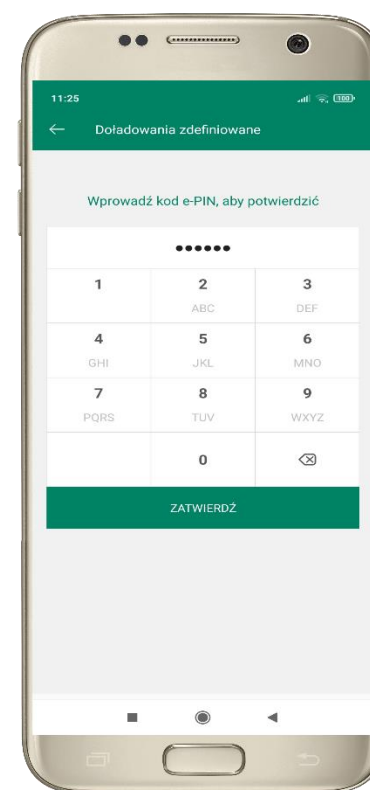 11:25
100
Doładowania zdefiniowane
Wprowadź kod e-PIN, aby potwierdzić
••••••
1 2 3
ABC DEF
4 5 6
GHI JKL MNO
7 8 9
PQRS TUV WXYZ
0
ZATWIERDŹ